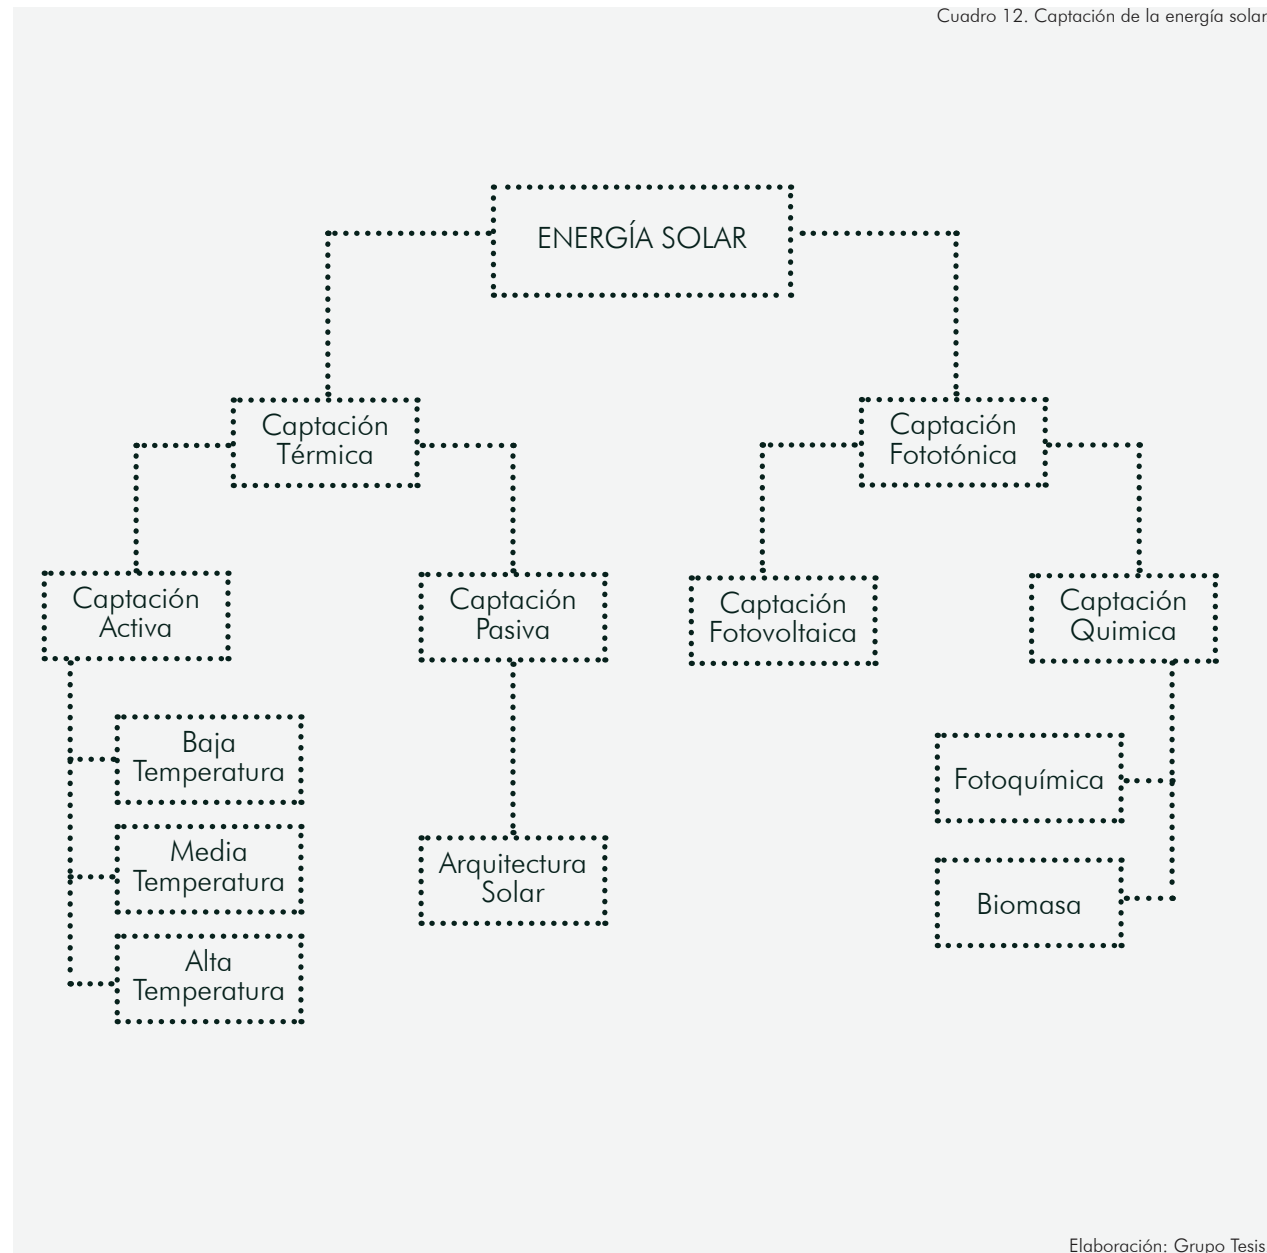 Cuadro 12. Captación de la energía solar
ENERGÍA SOLAR
Captación
Térmica
Captación
Fototónica
Captación
Activa
Captación
Pasiva
Captación
Fotovoltaica
Captación
Quimica
Baja
Temperatura
Media
Temperatura
Alta
Temperatura
Arquitectura
Solar
Fotoquímica
Biomasa
Elaboración: Grupo Tesis